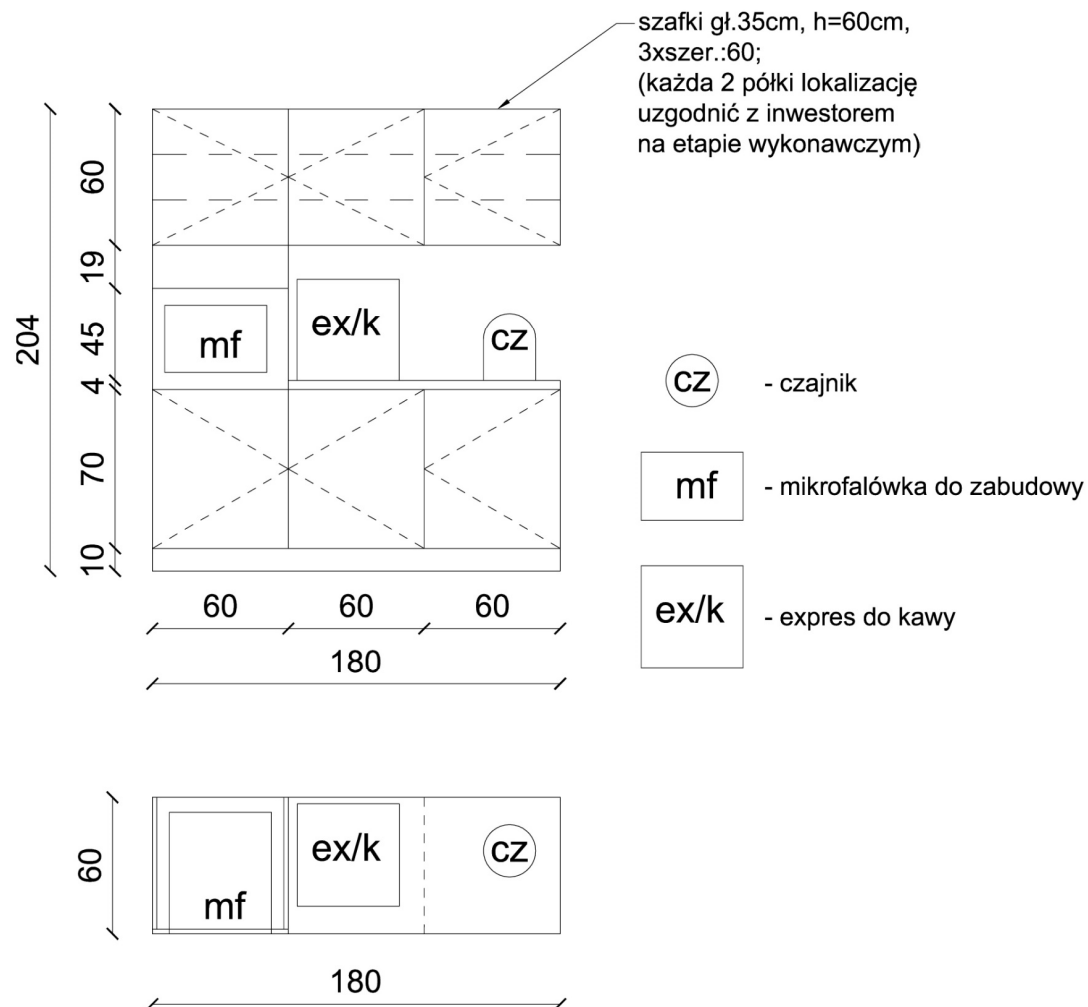 szafki gł.35cm, h=60cm,
3xszer.:60;
(każda 2 półki lokalizację
uzgodnić z inwestorem
na etapie wykonawczym)
204
60
19
45
4
70
10
mf
ex/k
cz
60 60 60
180
cz - czajnik
mf - mikrofalówka do zabudowy
ex/k - expres do kawy
60
mf
ex/k
cz
180